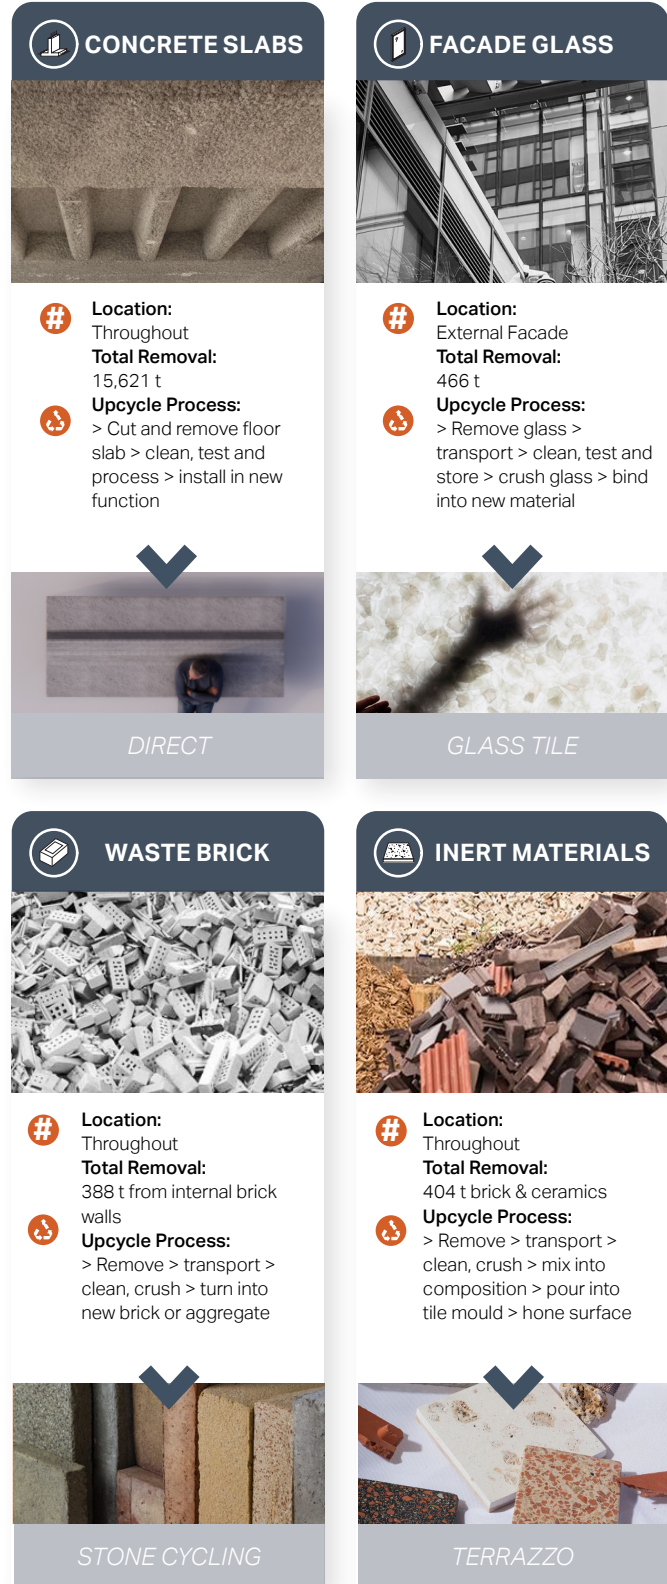 CONCRETE SLABS
Location:
Throughout
Total Removal:
15,621 t
Upcycle Process:
> Cut and remove floor
slab > clean, test and
process > install in new
function
DIRECT
FACADE GLASS
Location:
External Facade
Total Removal:
466 t
Upcycle Process:
> Remove glass >
transport > clean, test and
store > crush glass > bind
into new material
GLASS TILE
WASTE BRICK
Location:
Throughout
Total Removal:
388 t from internal brick
walls
Upcycle Process:
> Remove > transport >
clean, crush > turn into
new brick or aggregate
STONE CYCLING
INERT MATERIALS
Location:
Throughout
Total Removal:
404 t brick & ceramics
Upcycle Process:
> Remove > transport >
clean, crush > mix into
composition > pour into
tile mould > hone surface
TERRAZZO